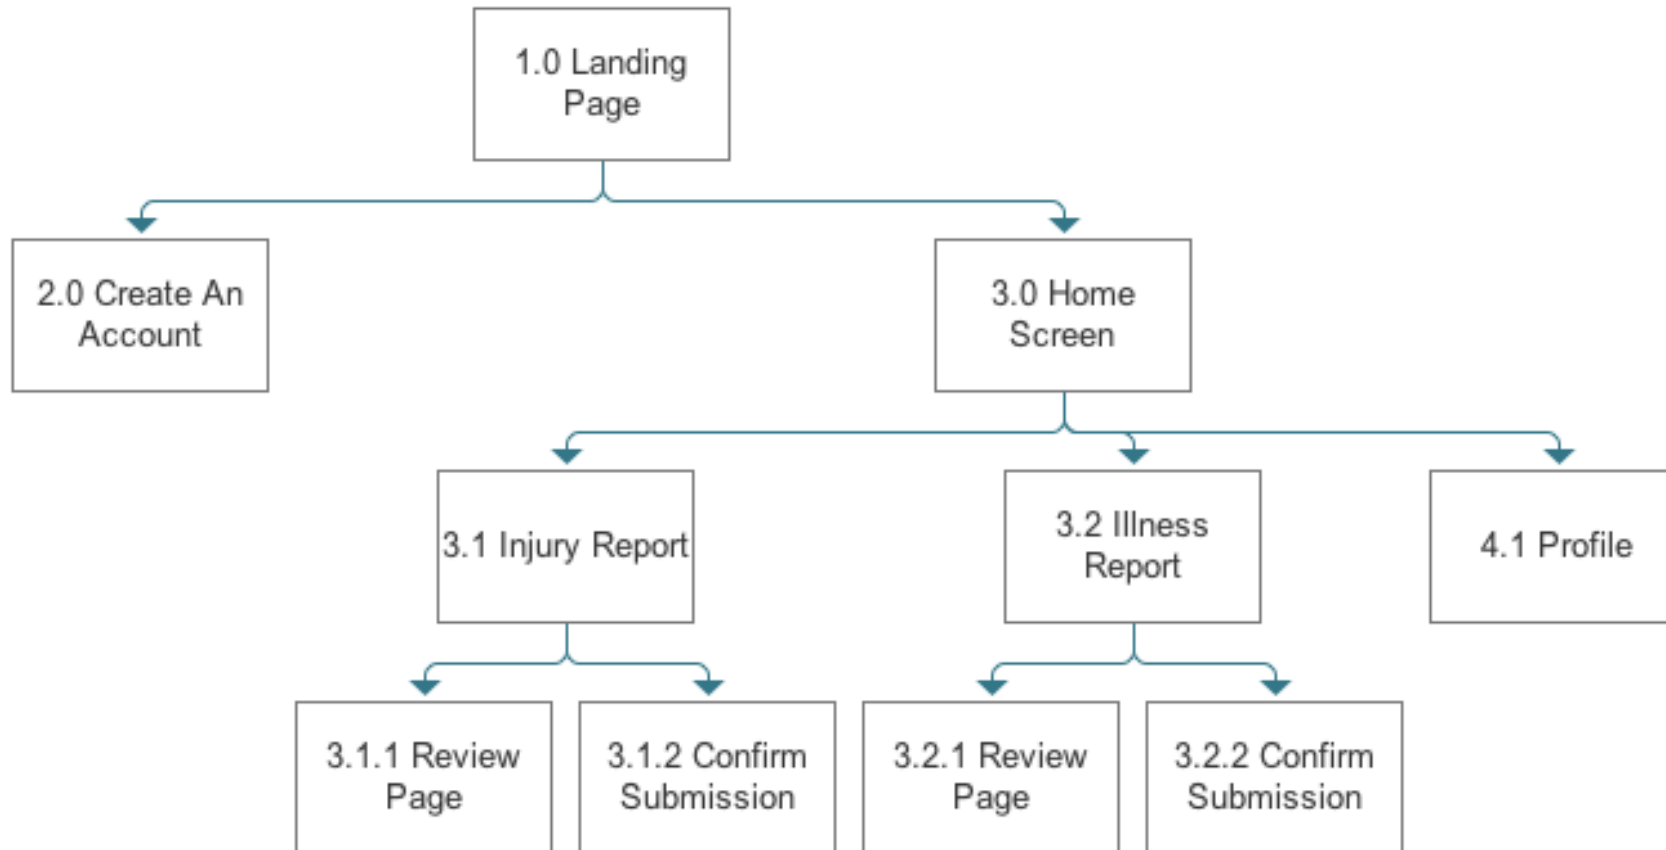 1.0 Landing
Page
2.0 Create An
Account
3.0 Home
Screen
3.1 Injury Report
3.2 Illness
Report
4.1 Profile
3.1.1 Review
Page
3.1.2 Confirm
Submission
3.2.1 Review
Page
3.2.2 Confirm
Submission